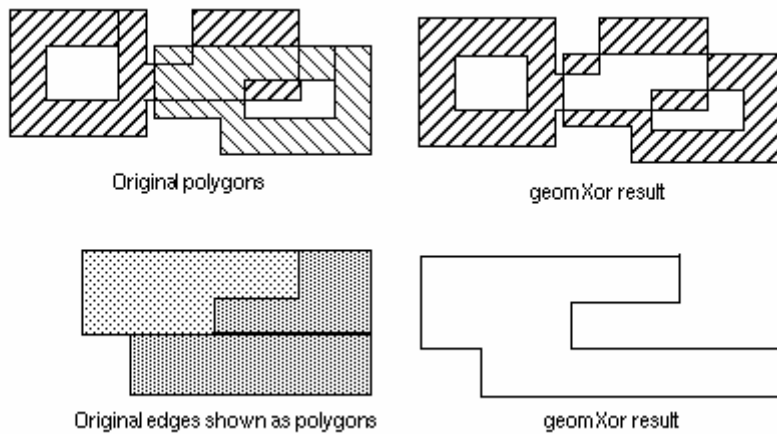 Original polygons
geomXor result
Original edges shown as polygons
geomXor result